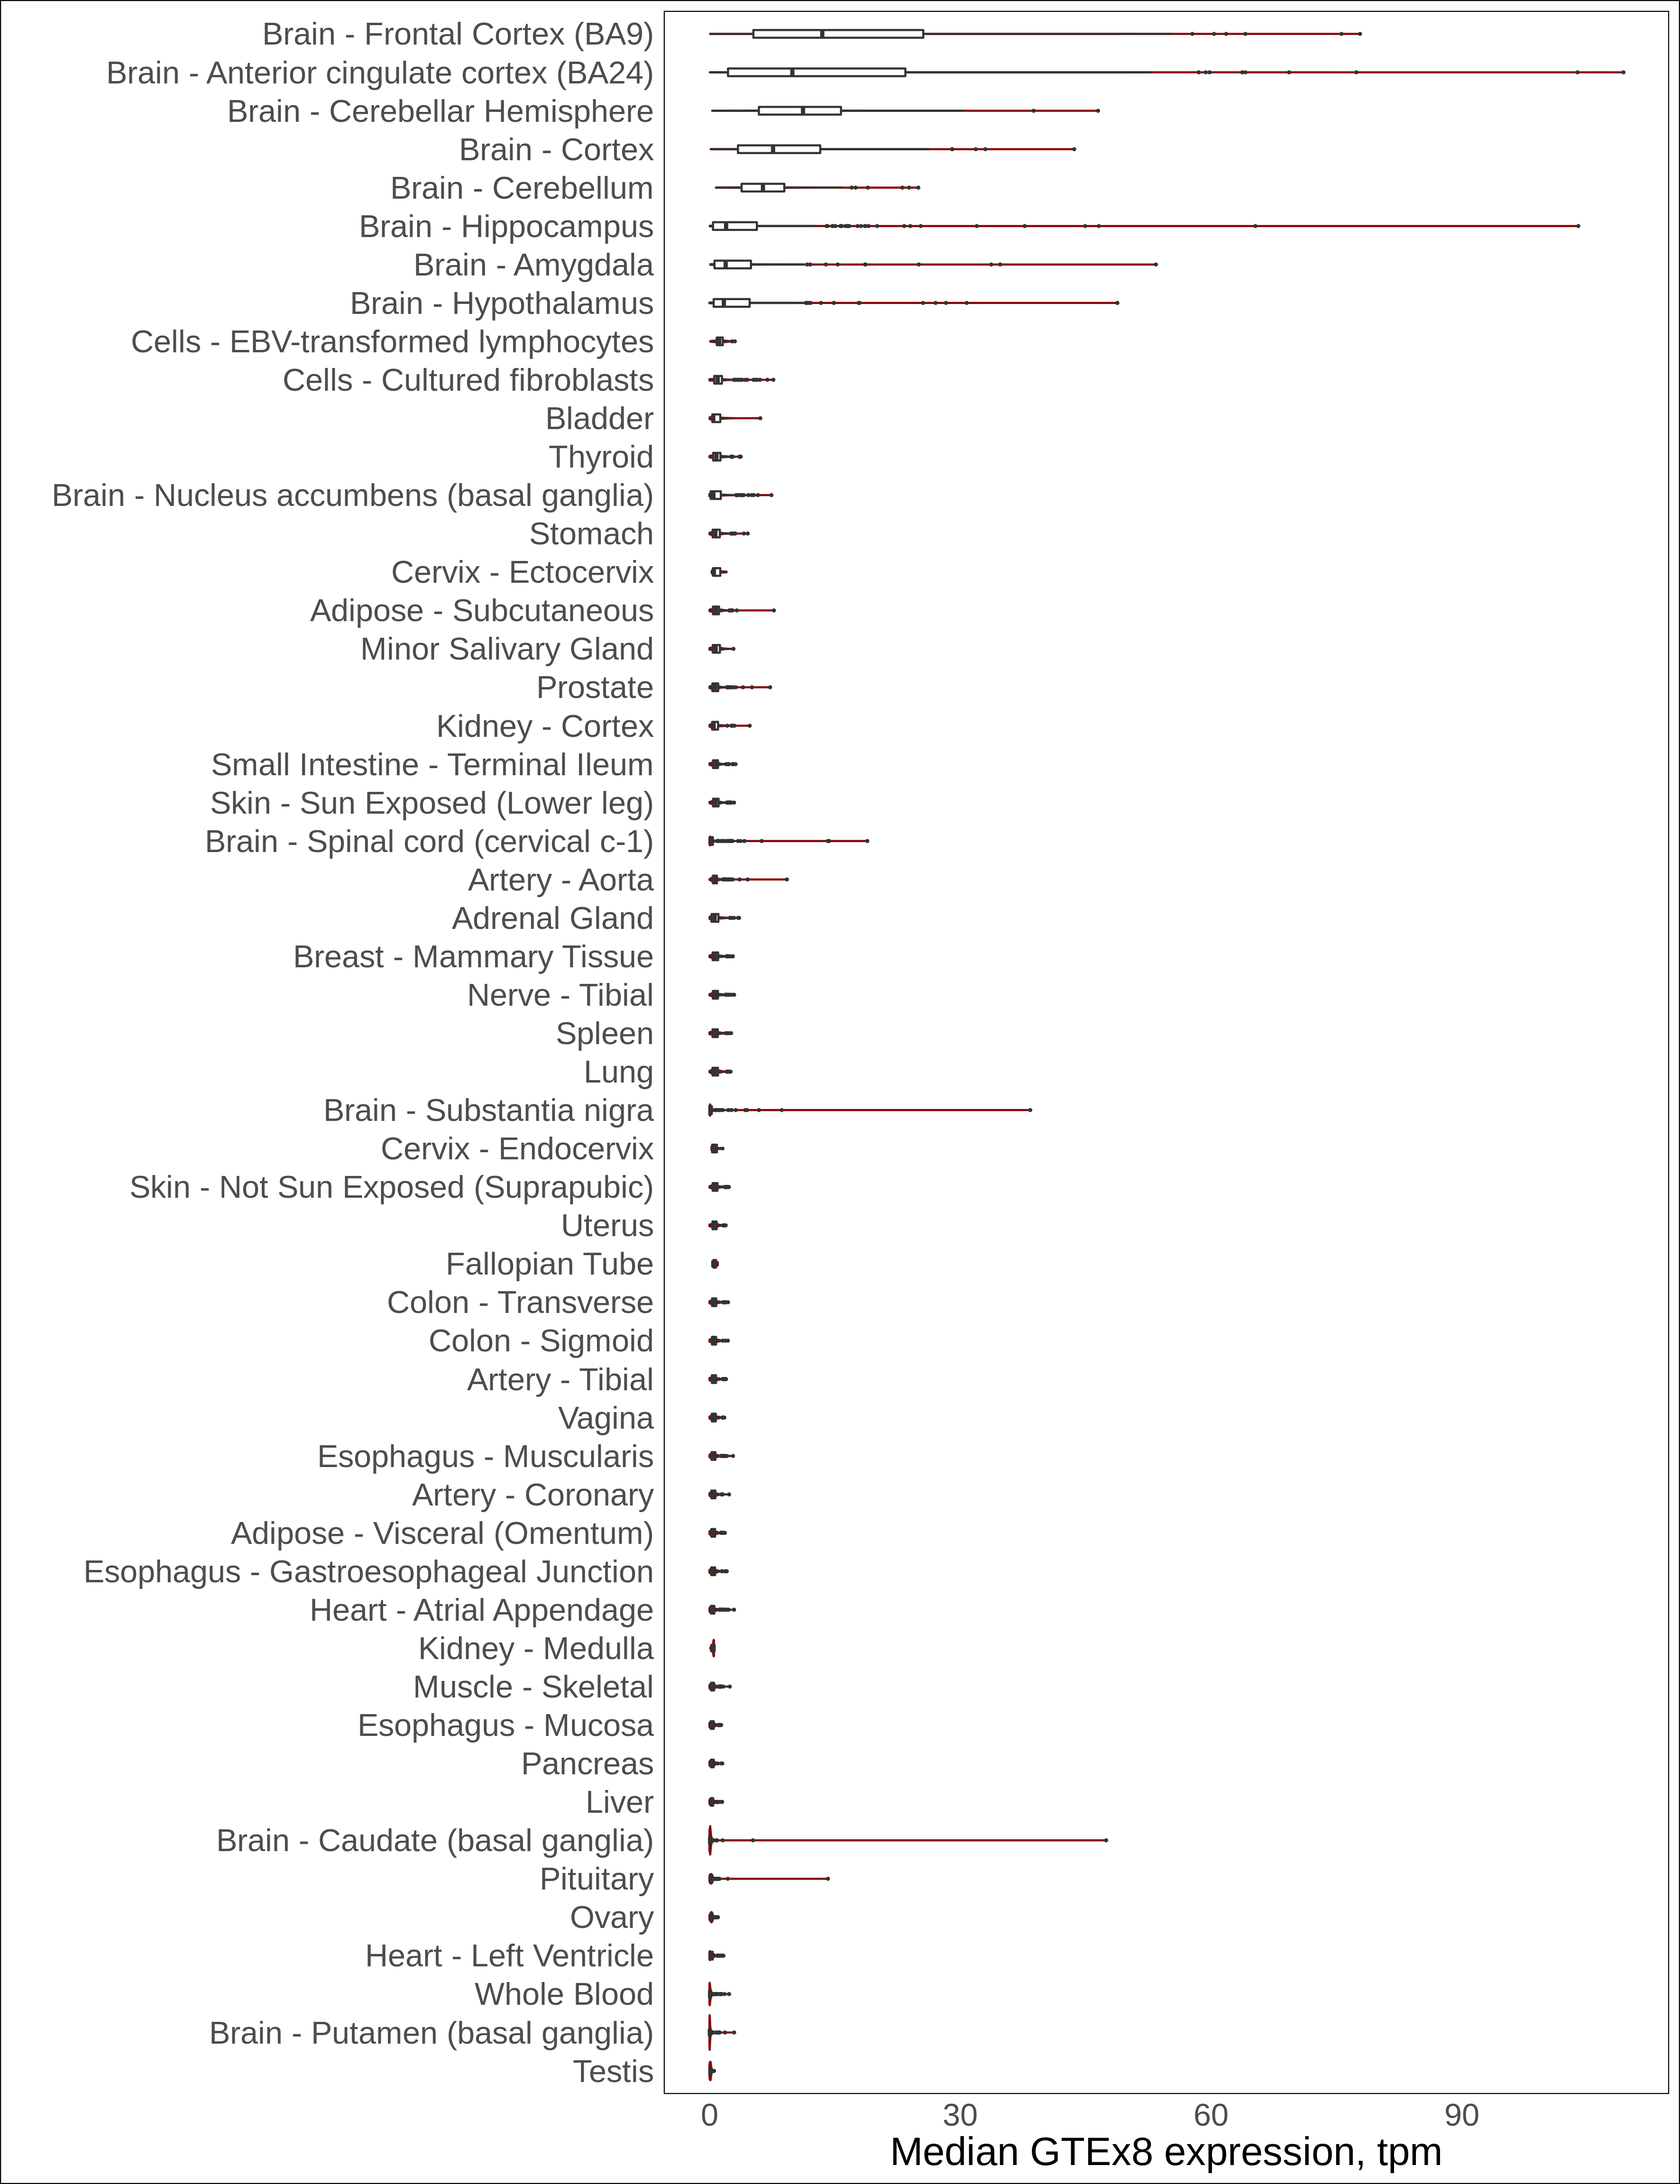 Brain - Frontal Cortex (BA9)
Brain - Anterior cingulate cortex (BA24)
Brain - Cerebellar Hemisphere
Brain - Cortex
Brain - Cerebellum
Brain - Hippocampus
Brain - Amygdala
Brain - Hypothalamus
Cells - EBV-transformed lymphocytes
Cells - Cultured fibroblasts
Bladder
Thyroid
Brain - Nucleus accumbens (basal ganglia)
Stomach
Cervix - Ectocervix
Adipose - Subcutaneous
Minor Salivary Gland
Prostate
Kidney - Cortex
Small Intestine - Terminal Ileum
Skin - Sun Exposed (Lower leg)
Brain - Spinal cord (cervical c-1)
Artery - Aorta
Adrenal Gland
Breast - Mammary Tissue
Nerve - Tibial
Spleen
Lung
Brain - Substantia nigra
Cervix - Endocervix
Skin - Not Sun Exposed (Suprapubic)
Uterus
Fallopian Tube
Colon - Transverse
Colon - Sigmoid
Artery - Tibial
Vagina
Esophagus - Muscularis
Artery - Coronary
Adipose - Visceral (Omentum)
Esophagus - Gastroesophageal Junction
Heart - Atrial Appendage
Kidney - Medulla
Muscle - Skeletal
Esophagus - Mucosa
Pancreas
Liver
Brain - Caudate (basal ganglia)
Pituitary
Ovary
Heart - Left Ventricle
Whole Blood
Brain - Putamen (basal ganglia)
Testis
0 30 60 90
Median GTEx8 expression, tpm